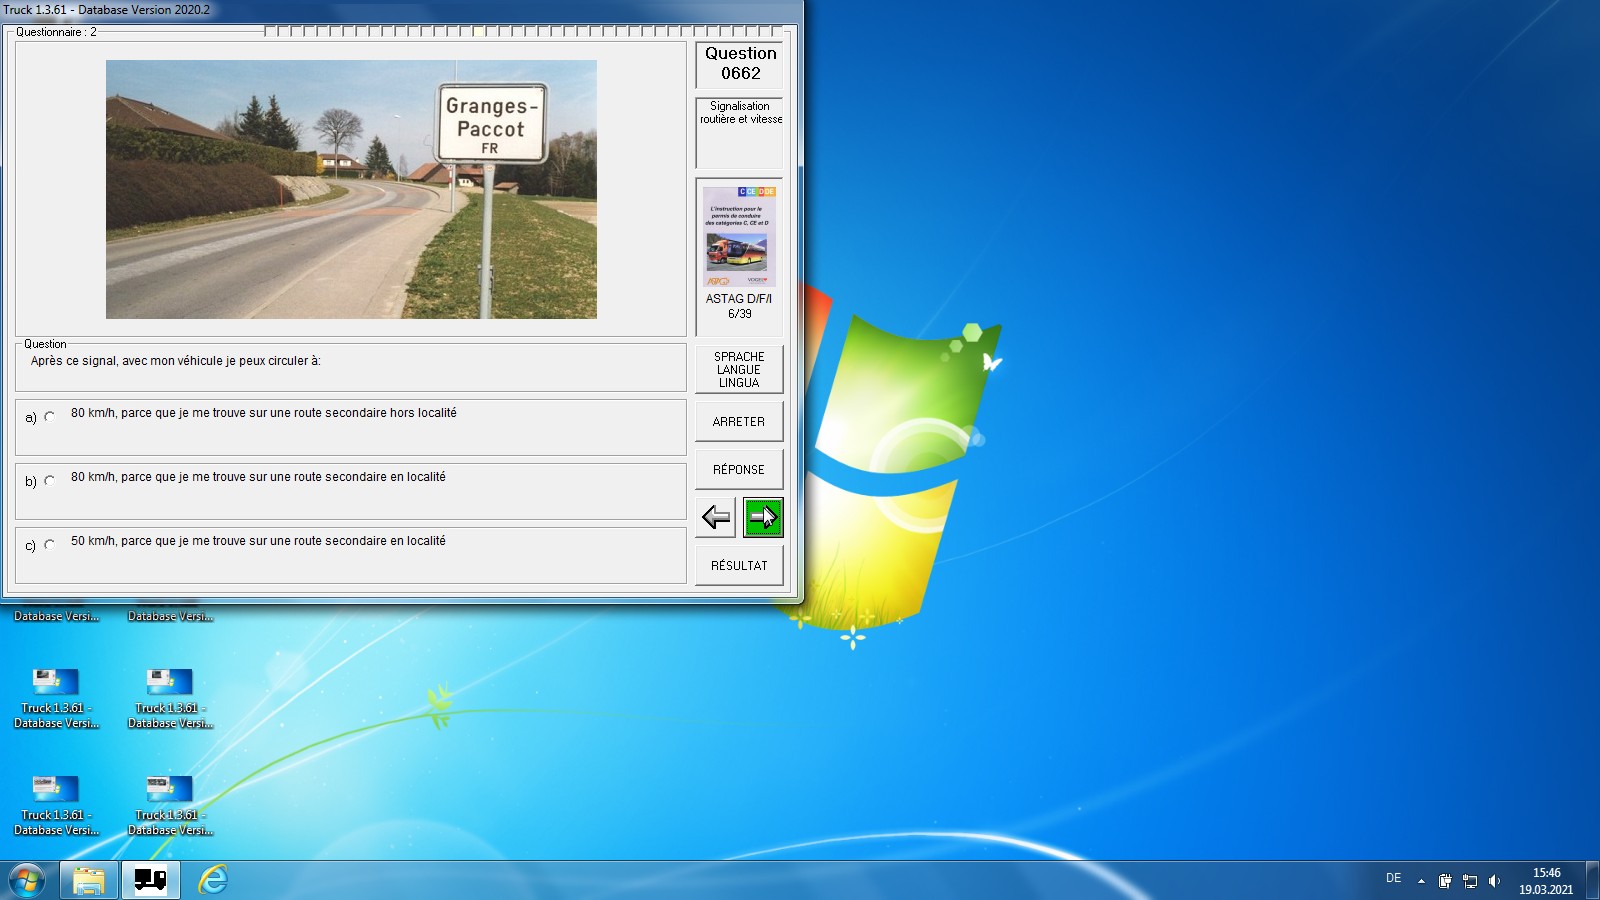 Truck 1.3.61 - Database Version 2020.2
Questionnaire : 2
Granges-
Paccot
FR
Question
0662
Signalisation
routière et vitesse
C CE D DE
L'instruction pour le
permis de conduire
des catégories C, CE et D
ASTAG D/F/I
6/39
Question
Après ce signal, avec mon véhicule je peux circuler à:
a) 80 km/h, parce que je me trouve sur une route secondaire hors localité
b) 80 km/h, parce que je me trouve sur une route secondaire en localité
c) 50 km/h, parce que je me trouve sur une route secondaire en localité
SPRACHE
LANGUE
LINGUA
ARRETER
RÉPONSE
RÉSULTAT
Database Versi...
Database Versi...
Truck 1.3.61 -
Database Versi...
Truck 1.3.61 -
Database Versi...
Truck 1.3.61 -
Database Versi...
Truck 1.3.61 -
Database Versi...
DE
15:46
19.03.2021